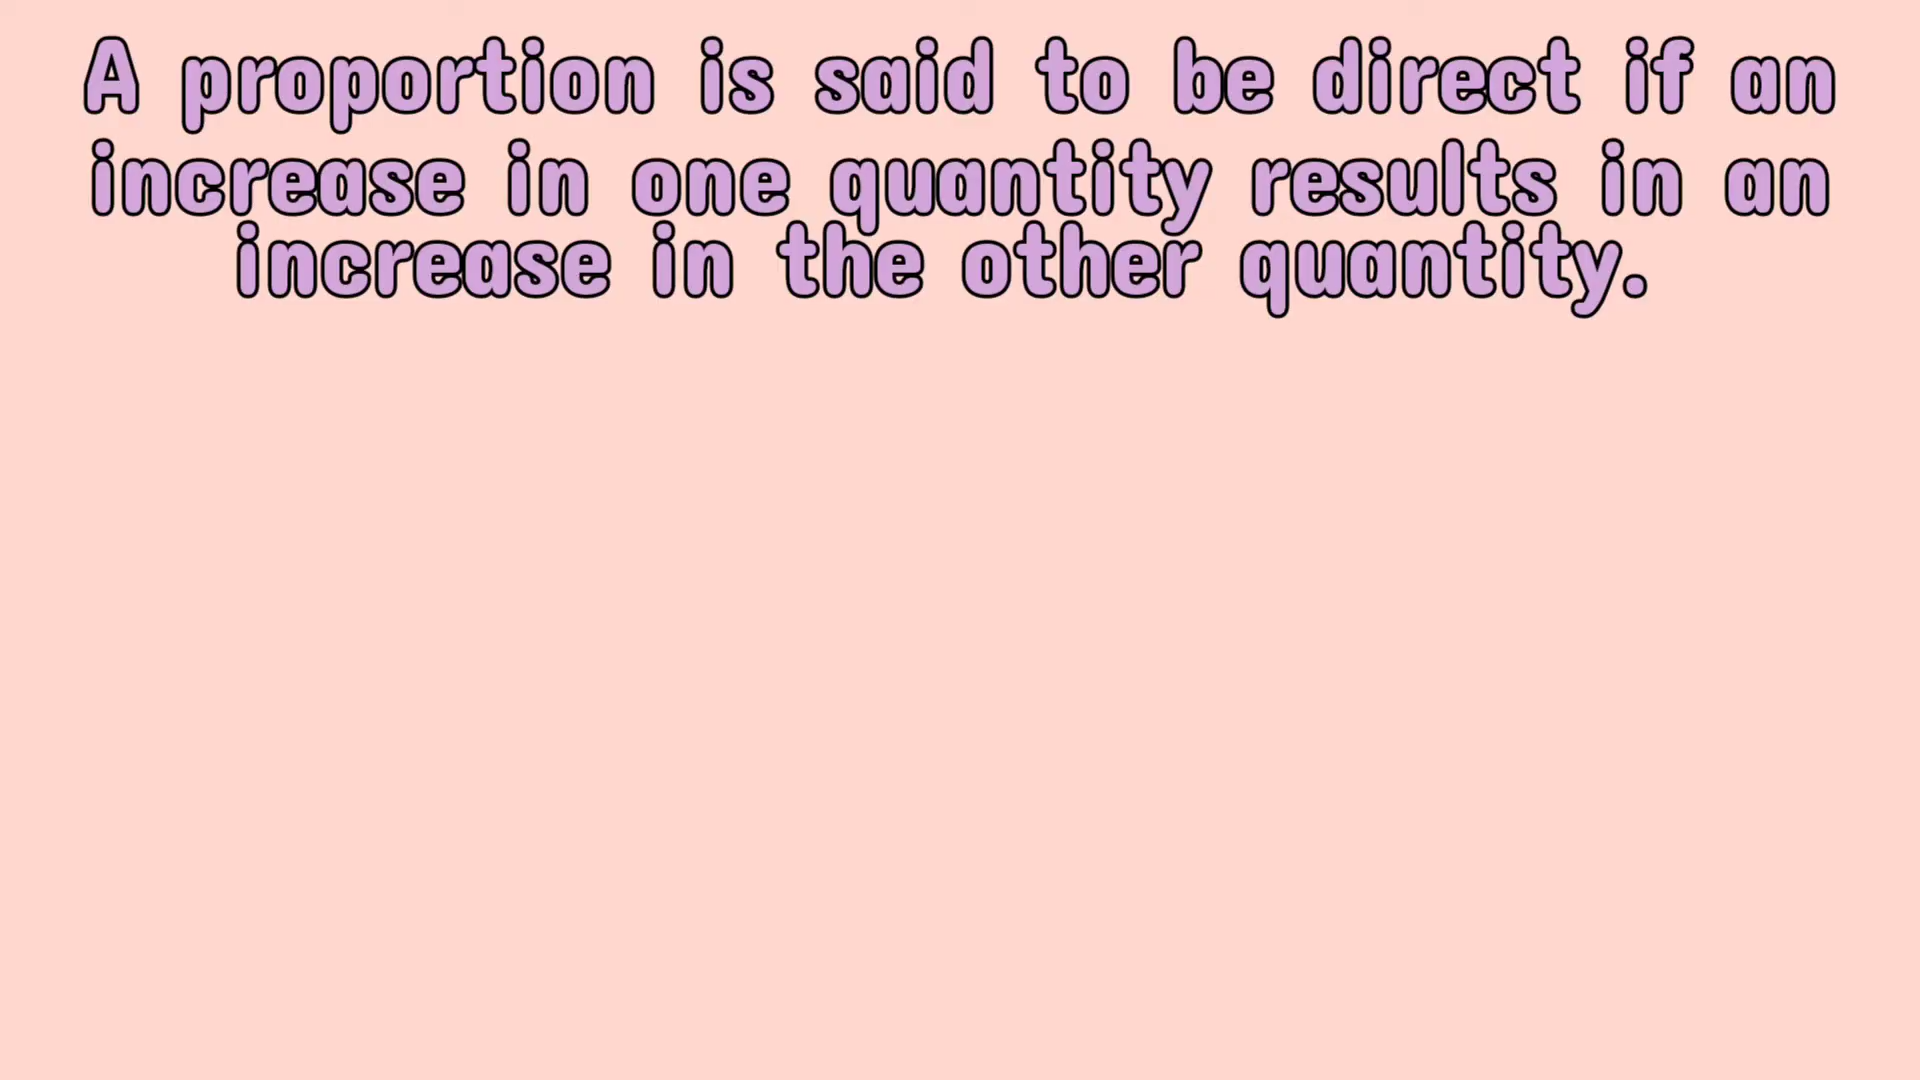 A proportion is said to be direct if an
increase in one quantity results in an
increase in the other quantity.